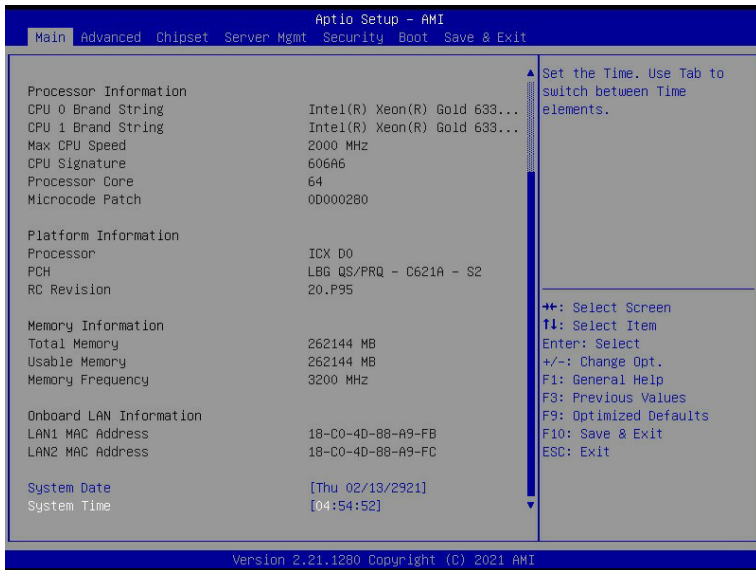 Aptio Setup - AMI
Main Advanced Chipset Server Mgmt Security Boot Save & Exit
Processor Information
CPU 0 Brand String Intel(R) Xeon(R) Gold 633...
CPU 1 Brand String Intel(R) Xeon(R) Gold 633...
Max CPU Speed 2000 MHz
CPU Signature 606A6
Processor Core 64
Microcode Patch 0D000280
Platform Information
Processor ICX D0
PCH LBG QS/PRQ - C621A - S2
RC Revision 20.P95
Memory Information
Total Memory 262144 MB
Usable Memory 262144 MB
Memory Frequency 3200 MHz
Onboard LAN Information
LAN1 MAC Address 18-C0-4D-88-A9-FB
LAN2 MAC Address 18-C0-4D-88-A9-FC
System Date [Thu 02/13/2921]
System Time [04:54:52]
Set the Time. Use Tab to
switch between Time
elements.
→←: Select Screen
↑↓: Select Item
Enter: Select
+/-: Change Opt.
F1: General Help
F3: Previous Values
F9: Optimized Defaults
F10: Save & Exit
ESC: Exit
Version 2.21.1280 Copyright (C) 2021 AMI